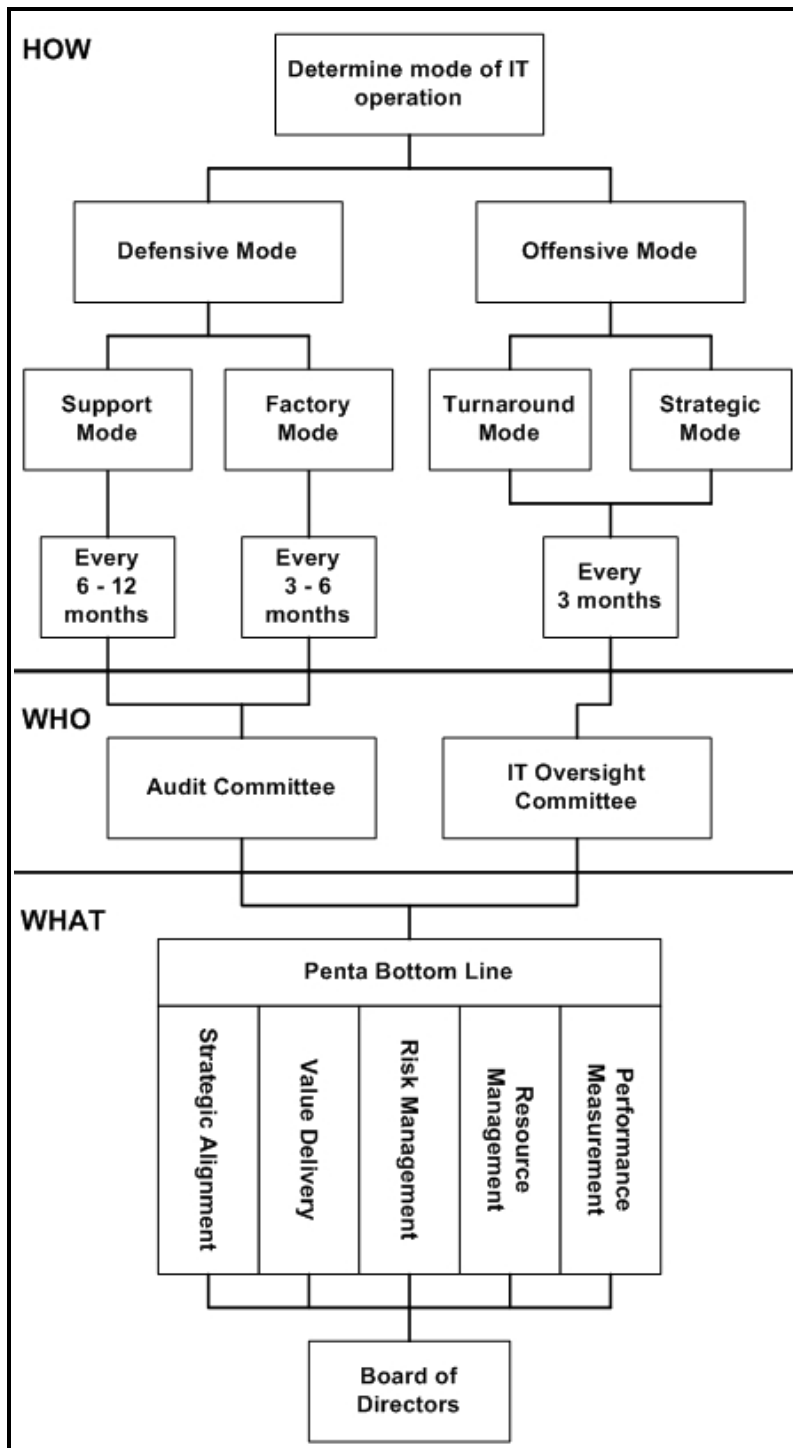 HOW
Determine mode of IT
operation
Defensive Mode
Offensive Mode
Support
Mode
Factory
Mode
Turnaround
Mode
Strategic
Mode
Every
6 - 12
months
Every
3 - 6
months
Every
3 months
WHO
Audit Committee
IT Oversight
Committee
WHAT
Penta Bottom Line
Strategic Alignment
Value Delivery
Risk Management
Resource
Management
Performance
Measurement
Board of
Directors